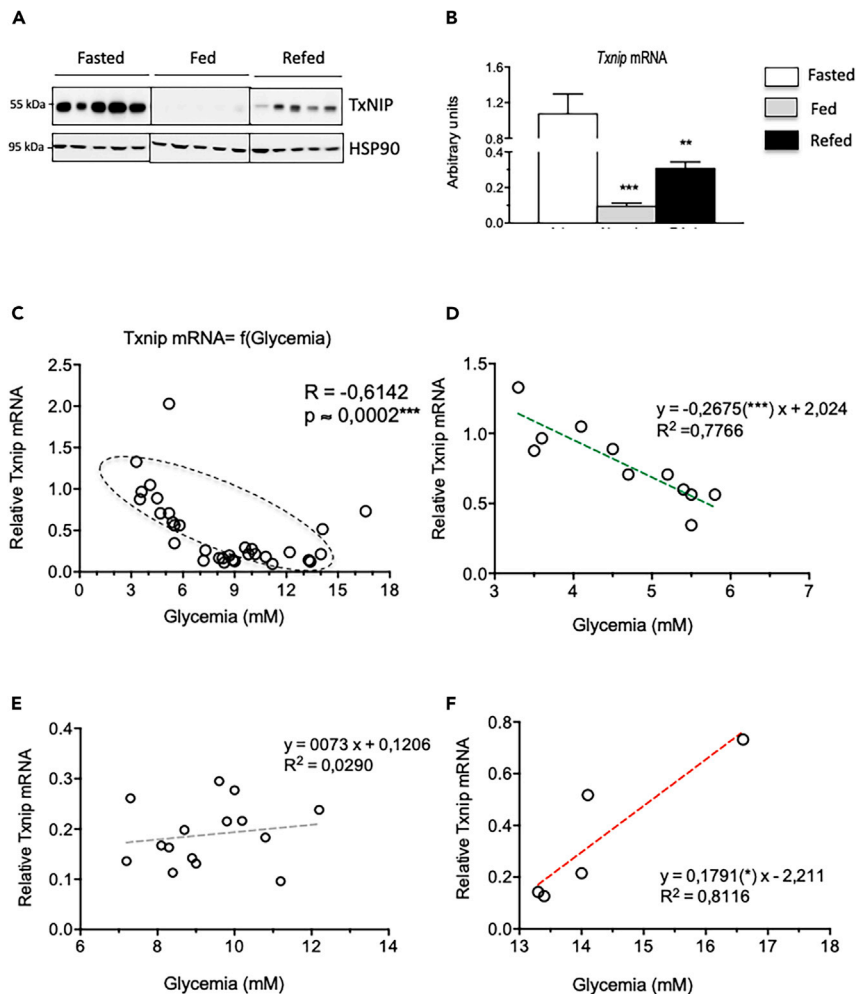 A
Fasted Fed Refed
55 kDa TxNIP
95 kDa HSP90
B
Txnip mRNA
Arbitrary units
1.6
1.2
0.8
0.4
0.2
0.0
***
**
Fasted
Fed
Refed
C
Txnip mRNA= f(Glycemia)
Relative Txnip mRNA
2.5
2.0
1.5
1.0
0.5
0.0
R = -0,6142
p ≈ 0,0002***
0 3 6 9 12 15 18
Glycemia (mM)
D
Relative Txnip mRNA
1.5
1.0
0.5
0.0
y = -0,2675(***) x + 2,024
R² =0,7766
3 4 5 6 7
Glycemia (mM)
E
Relative Txnip mRNA
0.4
0.3
0.2
0.1
0.0
y = 0073 x + 0,1206
R² = 0,0290
6 8 10 12 14
Glycemia (mM)
F
Relative Txnip mRNA
0.8
0.6
0.4
0.2
0.0
y = 0,1791(*) x - 2,211
R² = 0,8116
13 14 15 16 17 18
Glycemia (mM)